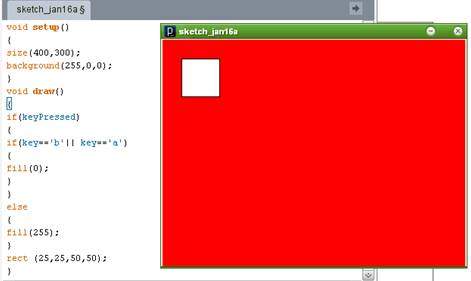 sketch_jan16a §
void setup()
{
size(400,300);
background(255,0,0);
}
void draw()
{
if(keyPressed)
{
if(key=='b'|| key=='a')
{
fill(0);
}
}
else
{
fill(255);
}
rect (25,25,50,50);
}
sketch_jan16a